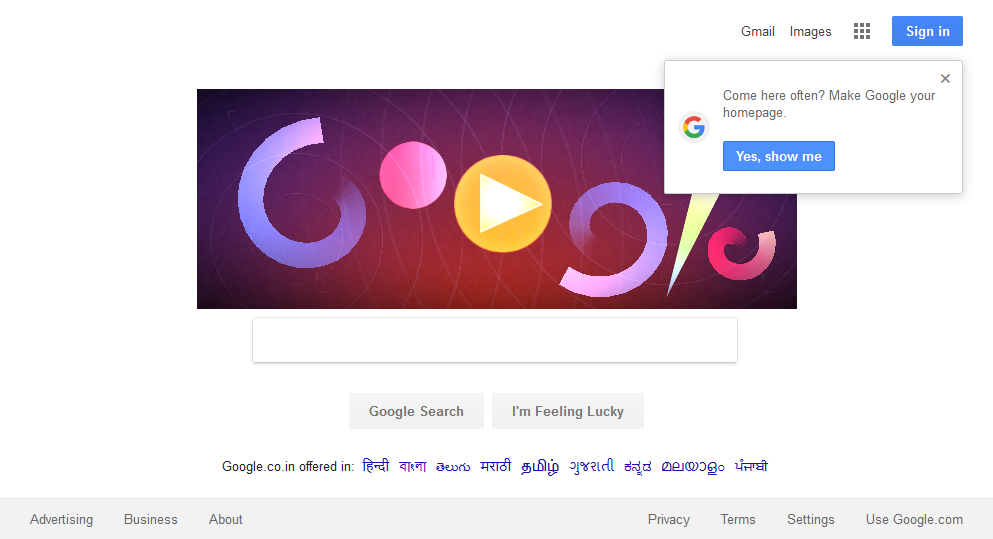 Gmail Images Sign in
Come here often? Make Google your
homepage.
Yes, show me
Google Search I'm Feeling Lucky
Google.co.in offered in: हिन्दी বাংলা తెలుగు मराठी தமிழ் ગુજરાતી ಕನ್ನಡ മലയാളം ਪੰਜਾਬੀ
Advertising Business About Privacy Terms Settings Use Google.com